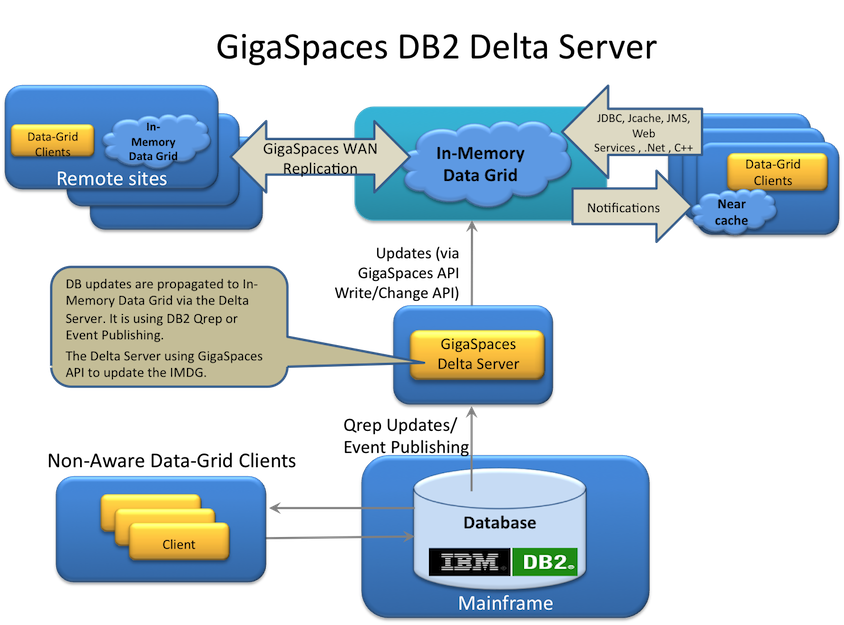 GigaSpaces DB2 Delta Server
Data-Grid
Clients
In-
Memory
Data Grid
Remote sites
GigaSpaces WAN
Replication
In-Memory
Data Grid
JDBC, Jcache, JMS,
Web
Services , .Net , C++
Data-Grid
Clients
Near
cache
Notifications
Updates (via
GigaSpaces API
Write/Change API)
DB updates are propagated to In-
Memory Data Grid via the Delta
Server. It is using DB2 Qrep or
Event Publishing.
The Delta Server using GigaSpaces
API to update the IMDG.
GigaSpaces
Delta Server
Qrep Updates/
Event Publishing
Non-Aware Data-Grid Clients
Client
Database
IBM. DB2.
Mainframe